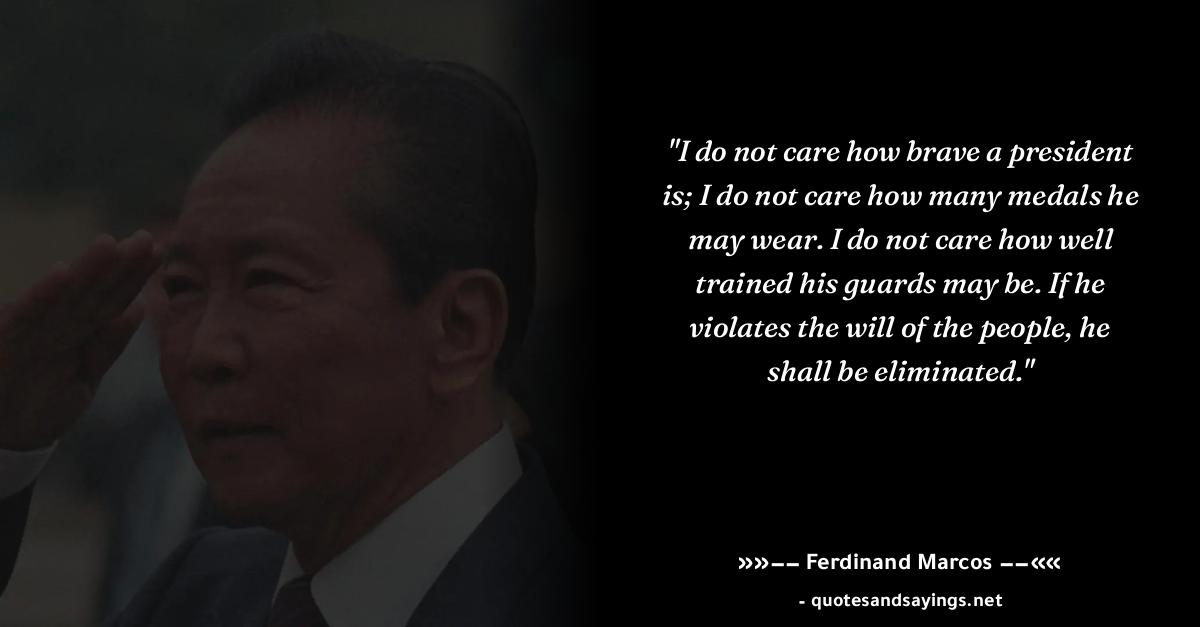 "I do not care how brave a president
is; I do not care how many medals he
may wear. I do not care how well
trained his guards may be. If he
violates the will of the people, he
shall be eliminated."
»»−− Ferdinand Marcos −−««
- quotesandsayings.net